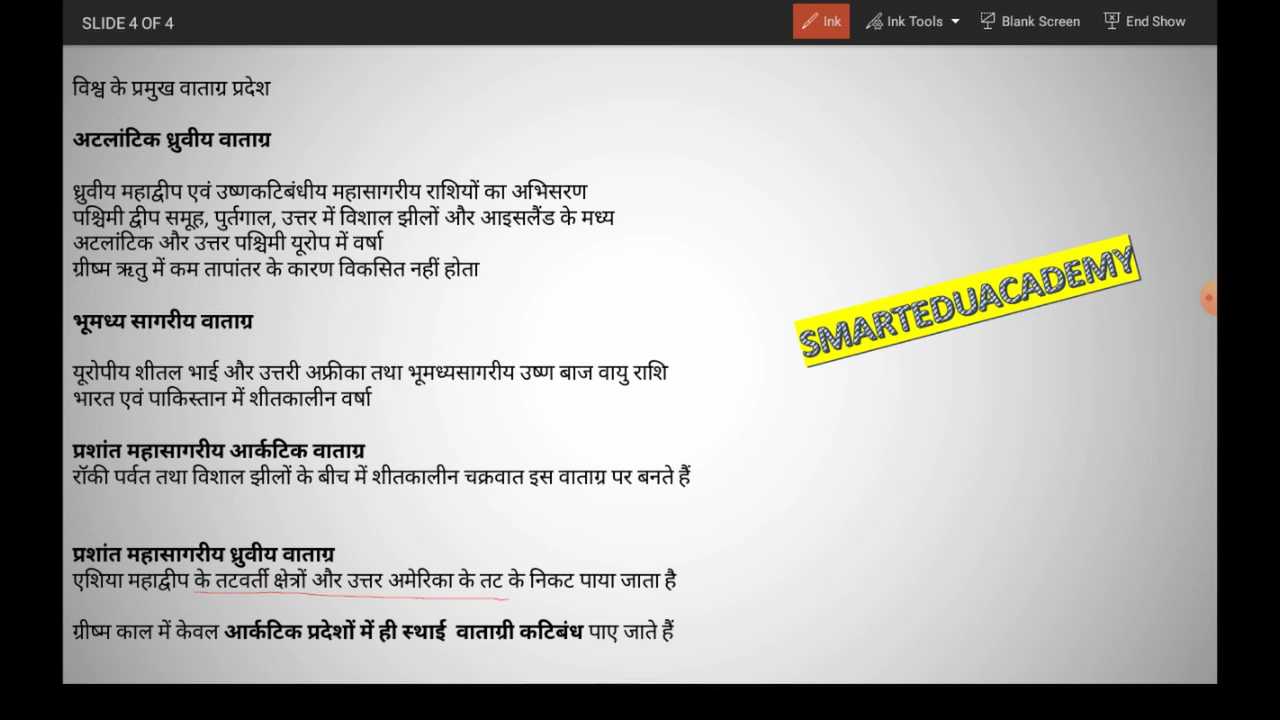 SLIDE 4 OF 4
Ink
Ink Tools
Blank Screen
End Show
विश्व के प्रमुख वाताग्र प्रदेश
अटलांटिक ध्रुवीय वाताग्र
ध्रुवीय महाद्वीप एवं उष्णकटिबंधीय महासागरीय राशियों का अभिसरण
पश्चिमी द्वीप समूह, पुर्तगाल, उत्तर में विशाल झीलों और आइसलैंड के मध्य
अटलांटिक और उत्तर पश्चिमी यूरोप में वर्षा
ग्रीष्म ऋतु में कम तापांतर के कारण विकसित नहीं होता
SMARTEDUACADEMY
भूमध्य सागरीय वाताग्र
यूरोपीय शीतल भाई और उत्तरी अफ्रीका तथा भूमध्यसागरीय उष्ण बाज वायु राशि
भारत एवं पाकिस्तान में शीतकालीन वर्षा
प्रशांत महासागरीय आर्कटिक वाताग्र
रॉकी पर्वत तथा विशाल झीलों के बीच में शीतकालीन चक्रवात इस वाताग्र पर बनते हैं
प्रशांत महासागरीय ध्रुवीय वाताग्र
एशिया महाद्वीप के तटवर्ती क्षेत्रों और उत्तर अमेरिका के तट के निकट पाया जाता है
ग्रीष्म काल में केवल आर्कटिक प्रदेशों में ही स्थाई वाताग्री कटिबंध पाए जाते हैं